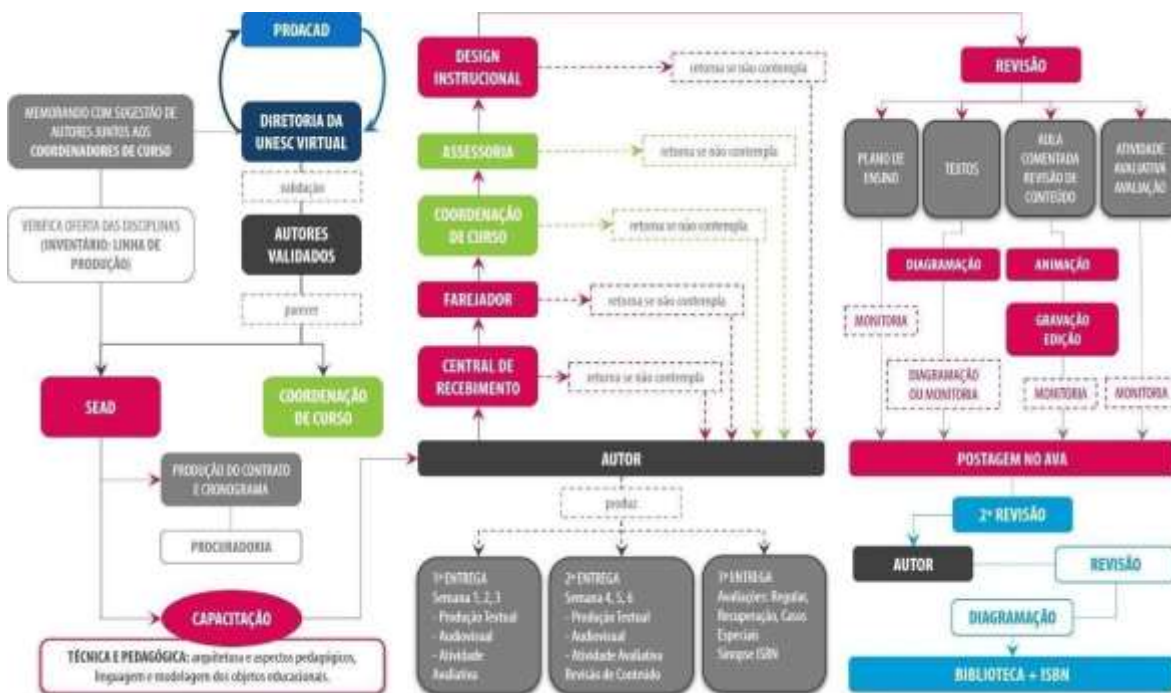 PROACAD
MEMORANDO COM SUGESTÃO DE
AUTORES JUNTOS AOS
COORDENADORES DE CURSO
DIRETORIA DA
UNESC VIRTUAL
validação
VERIFICA OFERTA DAS DISCIPLINAS
(INVENTÁRIO: LINHA DE
PRODUÇÃO)
AUTORES
VALIDADOS
parecer
SEAD
COORDENAÇÃO
DE CURSO
PRODUÇÃO DO CONTRATO
E CRONOGRAMA
PROCURADORIA
CAPACITAÇÃO
TÉCNICA E PEDAGÓGICA: arquitetura e aspectos pedagógicos,
linguagem e modelagem dos objetos educacionais.
DESIGN
INSTRUCIONAL
retorna se não contempla
ASSESSORIA
retorna se não contempla
COORDENAÇÃO
DE CURSO
retorna se não contempla
FAREJADOR
retorna se não contempla
CENTRAL DE
RECEBIMENTO
retorna se não contempla
AUTOR
produz
1ª ENTREGA
Semana 1, 2, 3
- Produção Textual
- Audiovisual
- Atividade
Avaliativa
2ª ENTREGA
Semana 4, 5, 6
- Produção Textual
- Audiovisual
- Atividade Avaliativa
Revisão de Conteúdo
3ª ENTREGA
Avaliações: Regular,
Recuperação, Casos
Especiais
Sinopse ISBN
REVISÃO
PLANO DE
ENSINO
TEXTOS
AULA
COMENTADA
REVISÃO DE
CONTEÚDO
ATIVIDADE
AVALIATIVA
AVALIAÇÃO
DIAGRAMAÇÃO
ANIMAÇÃO
MONITORIA
GRAVAÇÃO
EDIÇÃO
DIAGRAMAÇÃO
OU MONITORIA
MONITORIA
MONITORIA
POSTAGEM NO AVA
2ª REVISÃO
AUTOR
REVISÃO
DIAGRAMAÇÃO
BIBLIOTECA + ISBN